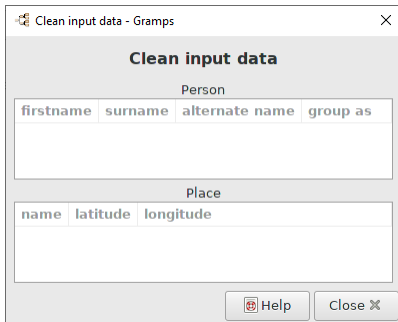 Clean input data - Gramps
Clean input data
Person
firstname surname alternate name group as
Place
name latitude longitude
Help Close